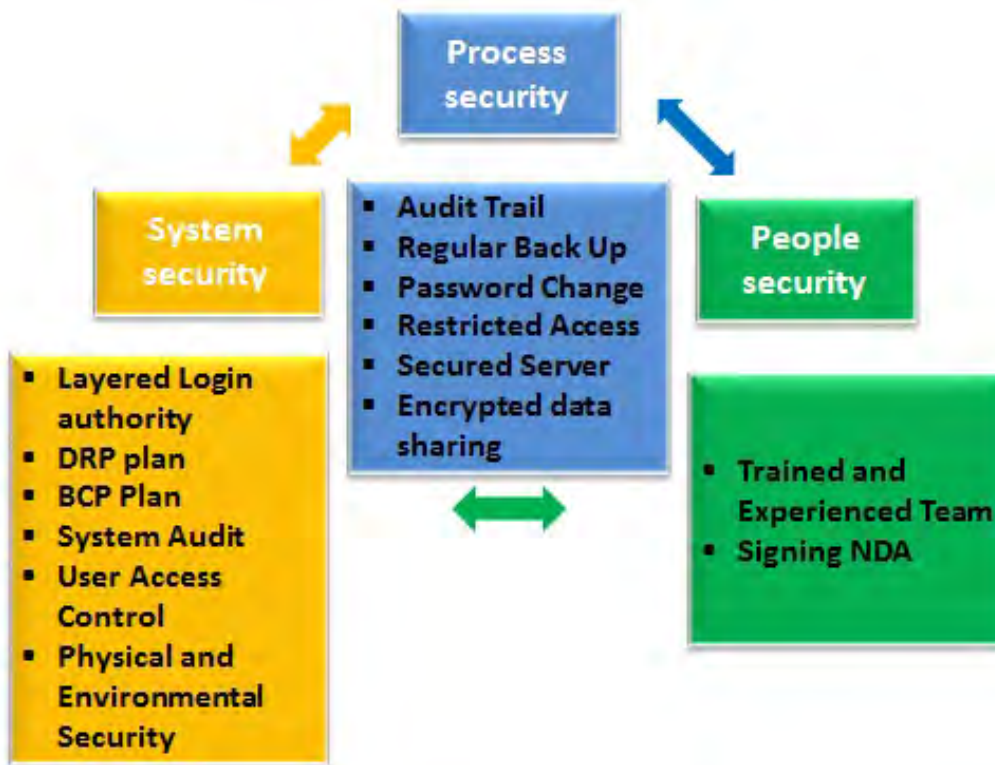 Process
security
System
security
▪ Audit Trail
▪ Regular Back Up
▪ Password Change
▪ Restricted Access
▪ Secured Server
▪ Encrypted data
sharing
People
security
▪ Layered Login
authority
▪ DRP plan
▪ BCP Plan
▪ System Audit
▪ User Access
Control
▪ Physical and
Environmental
Security
▪ Trained and
Experienced Team
▪ Signing NDA